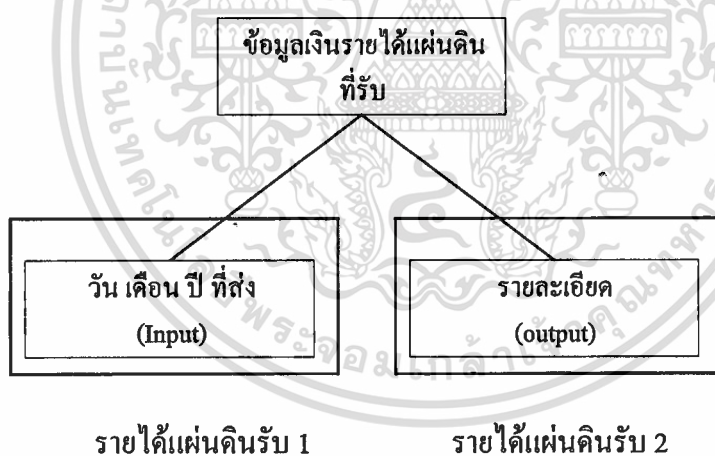 ข้อมูลเงินรายได้แผ่นดิน
ที่รับ
วัน เดือน ปี ที่ส่ง
(Input)
รายละเอียด
(output)
รายได้แผ่นดินรับ 1
รายได้แผ่นดินรับ 2